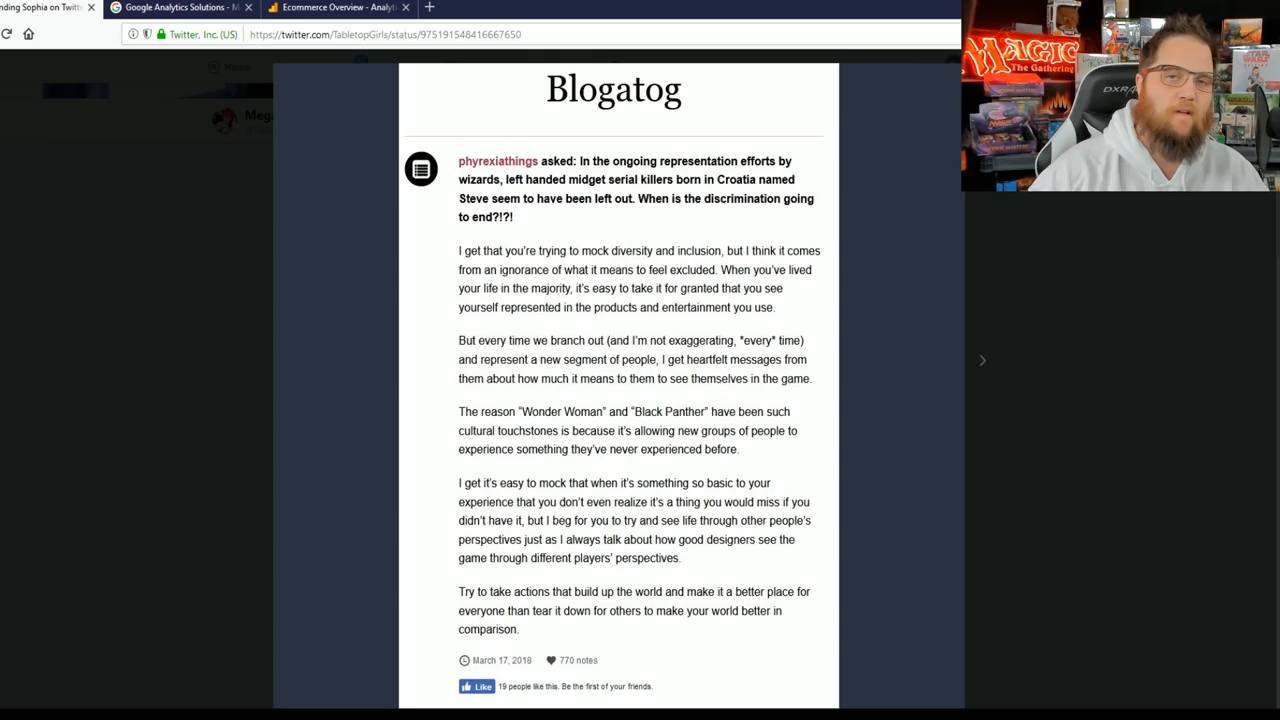 nding Sophia on Twitte
Google Analytics Solutions - M
Ecommerce Overview - Analyti
Twitter, Inc. (US)
https://twitter.com/TabletopGirls/status/975191548416667650
Home
Mega
MAGIC
The Gathering
DXR
STAR WARS
Blogatog
phyrexiathings asked: In the ongoing representation efforts by
wizards, left handed midget serial killers born in Croatia named
Steve seem to have been left out. When is the discrimination going
to end?!?!
I get that you're trying to mock diversity and inclusion, but I think it comes
from an ignorance of what it means to feel excluded. When you've lived
your life in the majority, it's easy to take it for granted that you see
yourself represented in the products and entertainment you use.
But every time we branch out (and I'm not exaggerating, *every* time)
and represent a new segment of people, I get heartfelt messages from
them about how much it means to them to see themselves in the game.
The reason “Wonder Woman” and “Black Panther” have been such
cultural touchstones is because it's allowing new groups of people to
experience something they've never experienced before.
I get it's easy to mock that when it's something so basic to your
experience that you don't even realize it's a thing you would miss if you
didn't have it, but I beg for you to try and see life through other people's
perspectives just as I always talk about how good designers see the
game through different players' perspectives.
Try to take actions that build up the world and make it a better place for
everyone than tear it down for others to make your world better in
comparison.
March 17, 2018 770 notes
Like 19 people like this. Be the first of your friends.